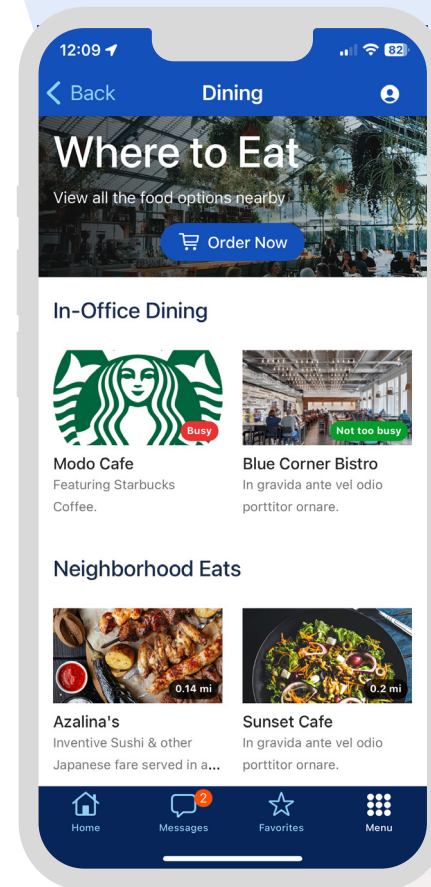 12:09
82
Back
Dining
Where to Eat
View all the food options nearby
Order Now
In-Office Dining
Busy
Not too busy
Modo Cafe
Blue Corner Bistro
Featuring Starbucks
Coffee.
In gravida ante vel odio
porttitor ornare.
Neighborhood Eats
0.14 mi
0.2 mi
Azalina's
Sunset Cafe
Inventive Sushi & other
Japanese fare served in a...
In gravida ante vel odio
porttitor ornare.
2
Home
Messages
Favorites
Menu